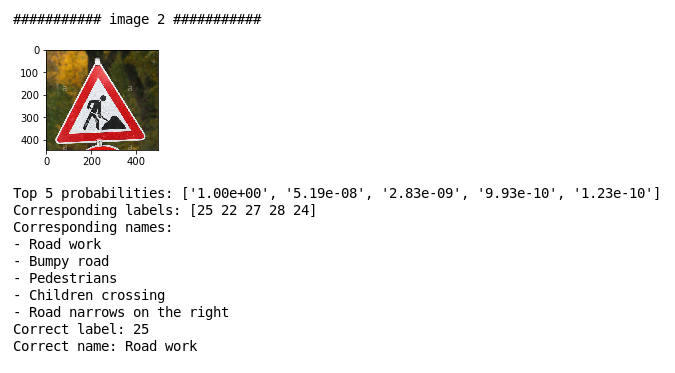 ########### image 2 ###########
0
100
200
300
400
0 200 400
a a
a
a a
Top 5 probabilities: ['1.00e+00', '5.19e-08', '2.83e-09', '9.93e-10', '1.23e-10']
Corresponding labels: [25 22 27 28 24]
Corresponding names:
- Road work
- Bumpy road
- Pedestrians
- Children crossing
- Road narrows on the right
Correct label: 25
Correct name: Road work